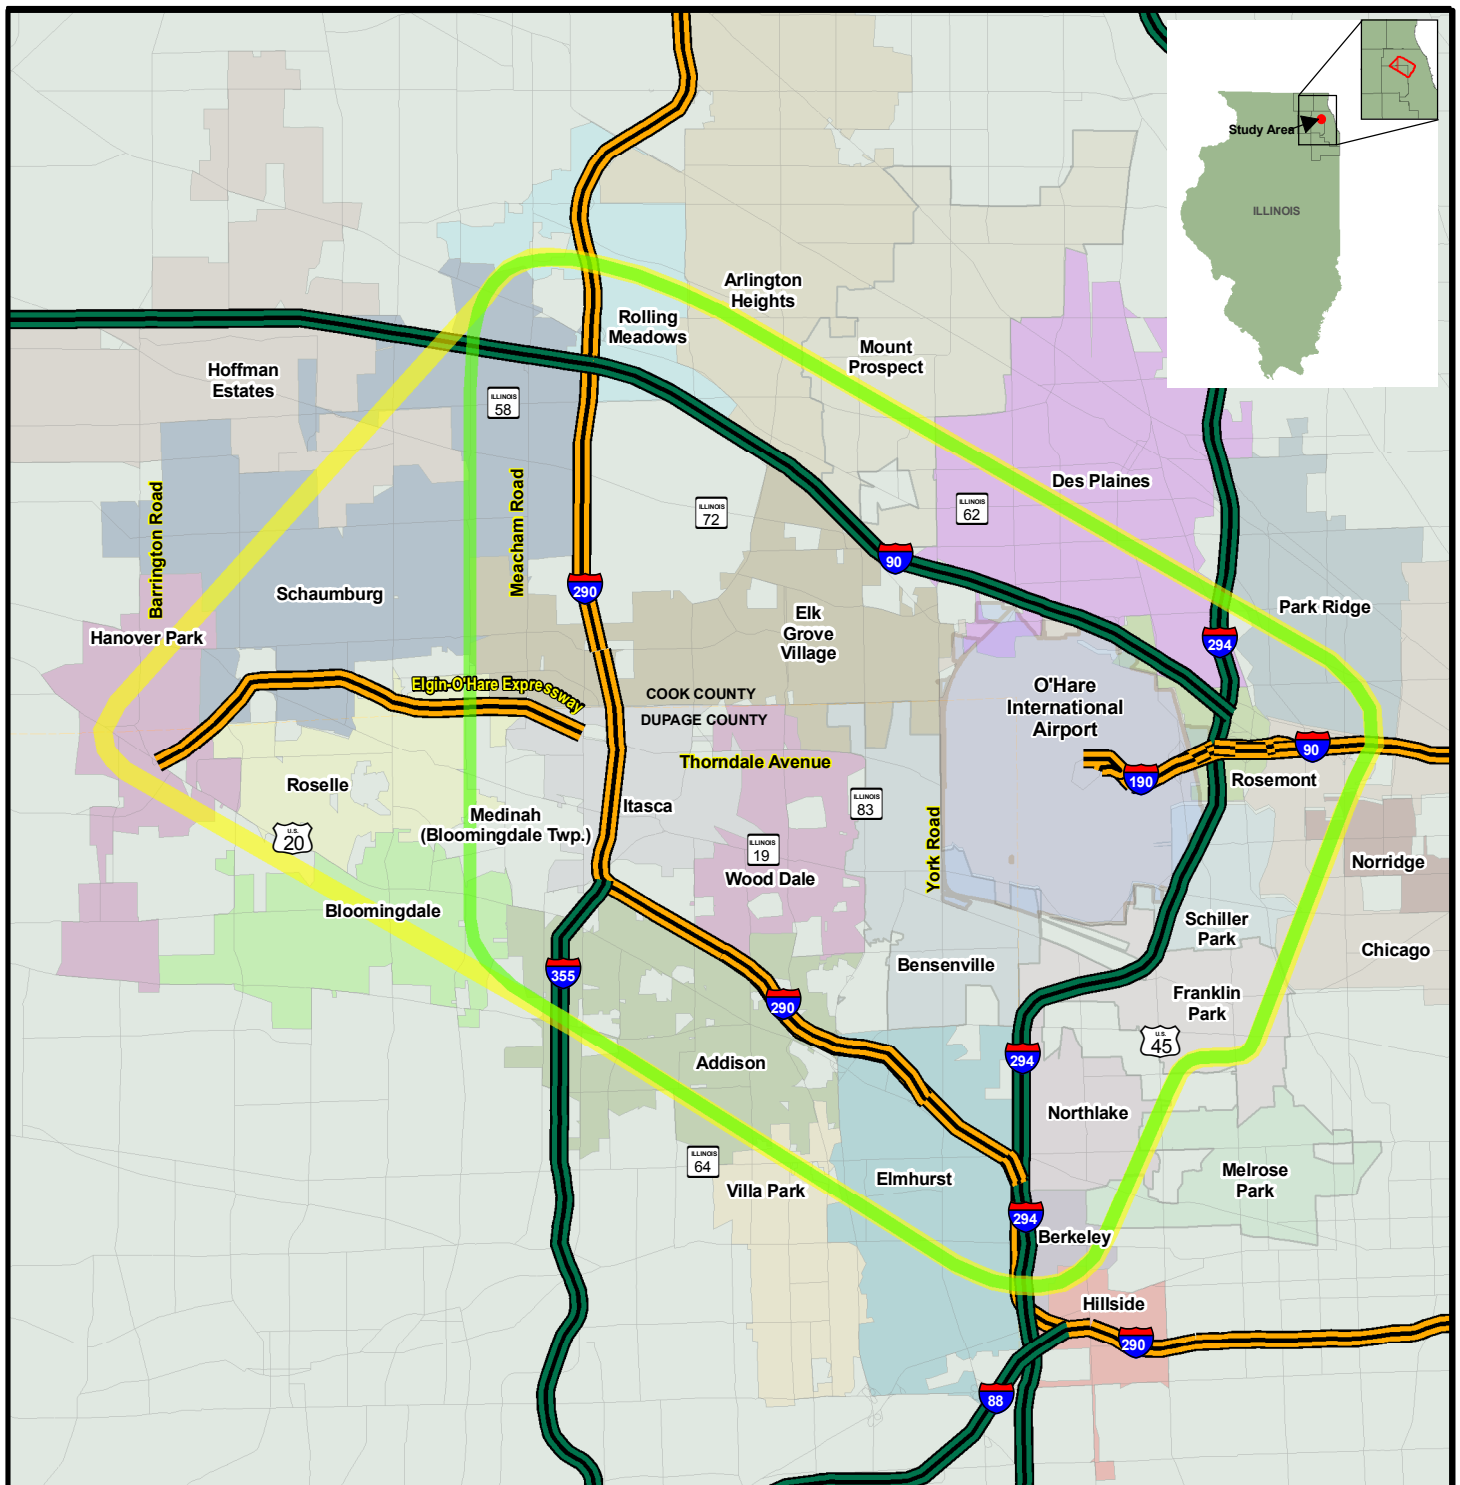 Study Area
ILLINOIS
Arlington
Heights
Rolling
Meadows
Mount
Prospect
Hoffman
Estates
ILLINOIS
58
Des Plaines
Barrington Road
Meacham Road
ILLINOIS
72
ILLINOIS
62
90
290
Schaumburg
Elk
Grove
Village
Park Ridge
Hanover Park
294
Elgin-O'Hare Expressway
COOK COUNTY
DUPAGE COUNTY
O'Hare
International
Airport
Thorndale Avenue
90
190
Rosemont
Roselle
Itasca
ILLINOIS
83
Medinah
(Bloomingdale Twp.)
U.S.
20
ILLINOIS
19
York Road
Norridge
Wood Dale
Bloomingdale
Schiller
Park
Chicago
355
Bensenville
Franklin
Park
290
U.S.
45
294
Addison
Northlake
ILLINOIS
64
Villa Park
Elmhurst
Melrose
Park
294
Berkeley
Hillside
290
88